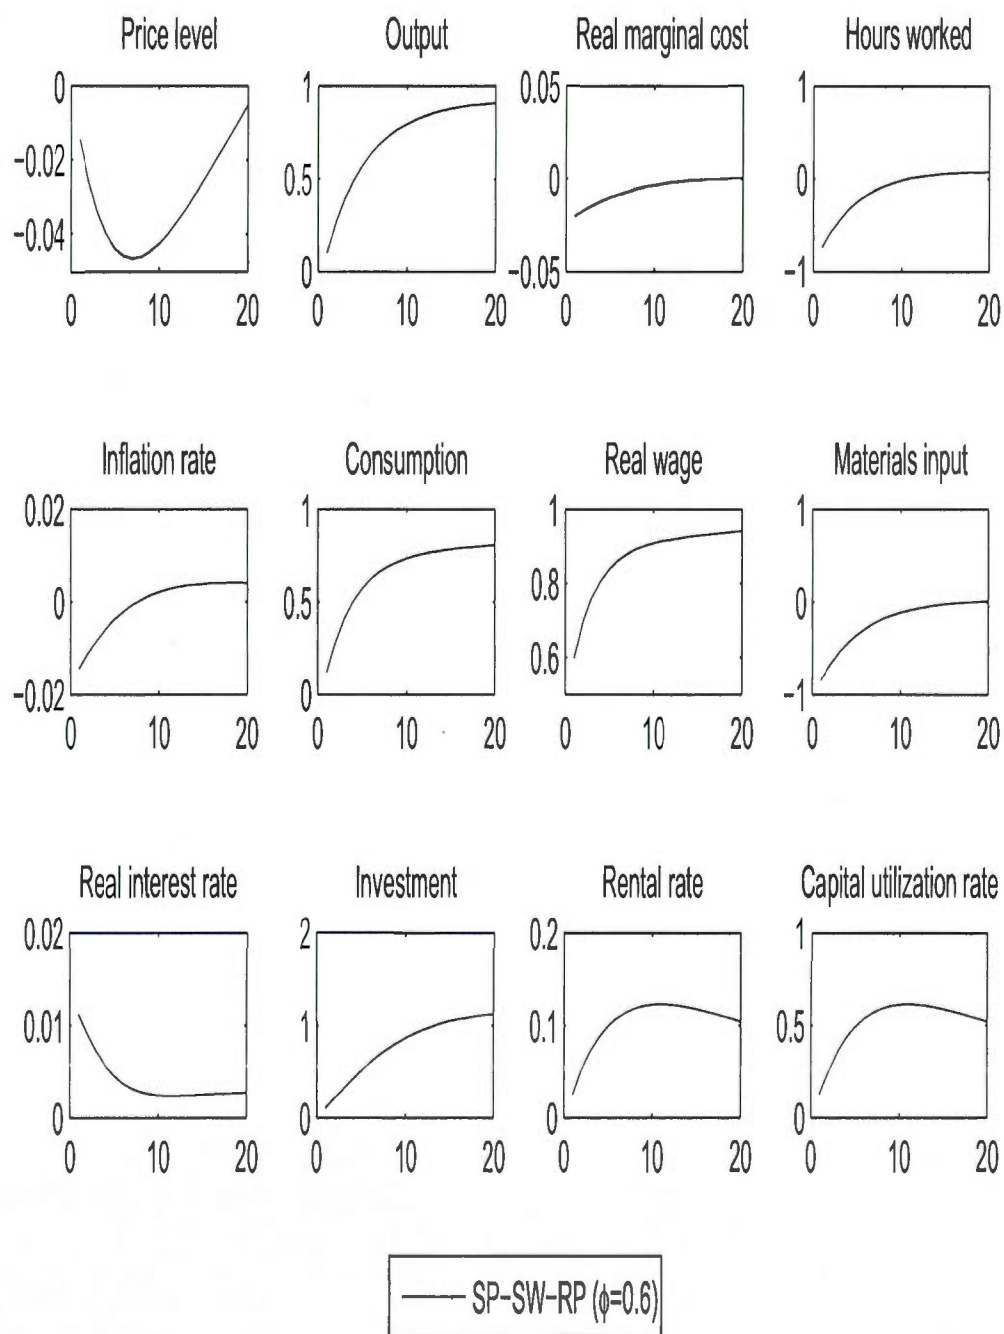 Price level
Output
Real marginal cost
Hours worked
0
−0.02
−0.04
0 10 20
1
0.5
0
0 10 20
0.05
0
−0.05
0 10 20
1
0
−1
0 10 20
Inflation rate
Consumption
Real wage
Materials input
0.02
0
−0.02
0 10 20
1
0.5
0
0 10 20
1
0.8
0.6
0 10 20
1
0
−1
0 10 20
Real interest rate
Investment
Rental rate
Capital utilization rate
0.02
0.01
0
0 10 20
2
1
0
0 10 20
0.2
0.1
0
0 10 20
1
0.5
0
0 10 20
SP−SW−RP (ϕ=0.6)